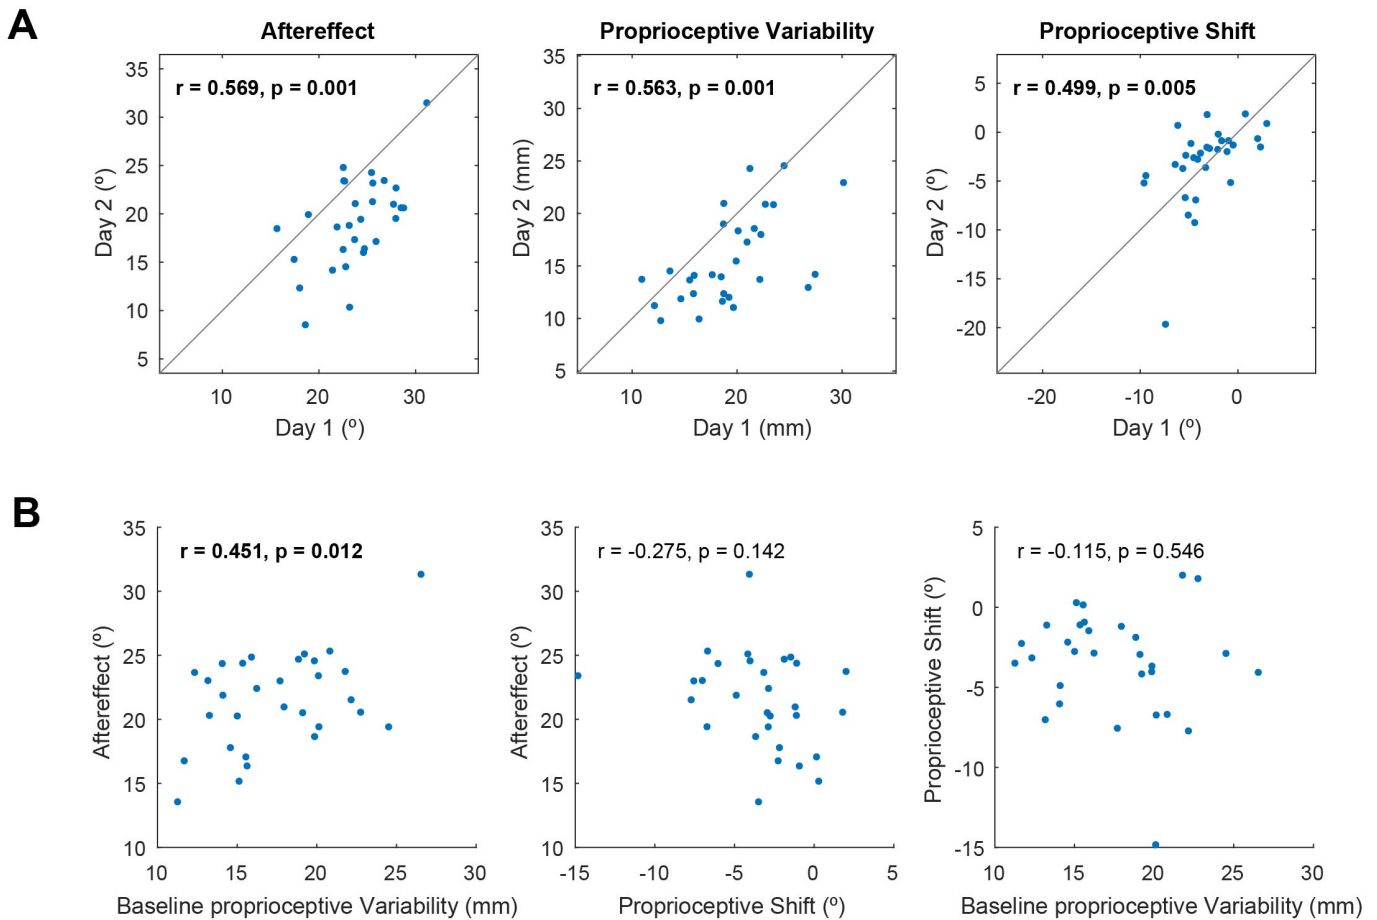 A
Aftereffect
r = 0.569, p = 0.001
35
30
25
20
15
10
5
10
20
30
Day 2 (º)
Day 1 (º)
Proprioceptive Variability
r = 0.563, p = 0.001
35
30
25
20
15
10
5
10
20
30
Day 2 (mm)
Day 1 (mm)
Proprioceptive Shift
r = 0.499, p = 0.005
5
0
-5
-10
-15
-20
-20
-10
0
Day 2 (º)
Day 1 (º)
B
r = 0.451, p = 0.012
35
30
25
20
15
10
10
15
20
25
30
Aftereffect (º)
Baseline proprioceptive Variability (mm)
r = -0.275, p = 0.142
35
30
25
20
15
10
-15
-10
-5
0
5
Aftereffect (º)
Proprioceptive Shift (º)
r = -0.115, p = 0.546
5
0
-5
-10
-15
10
15
20
25
30
Proprioceptive Shift (º)
Baseline proprioceptive Variability (mm)